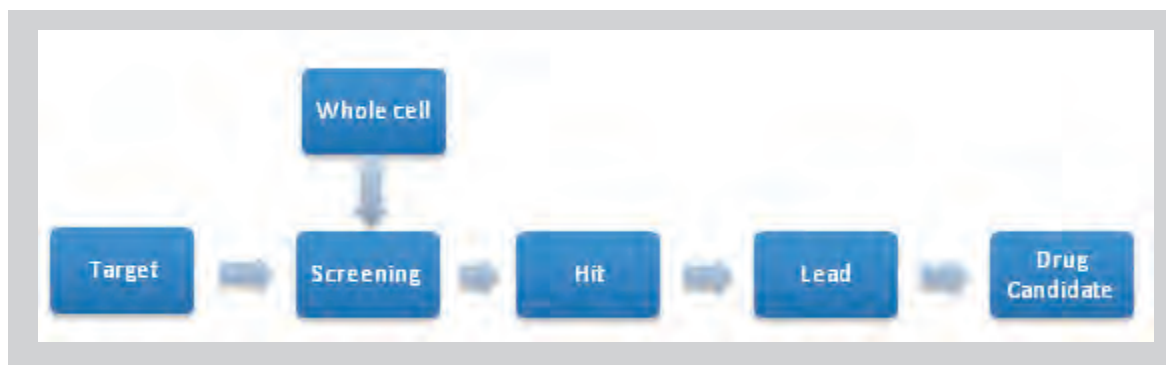 Whole cell
Target
Screening
Hit
Lead
Drug
Candidate